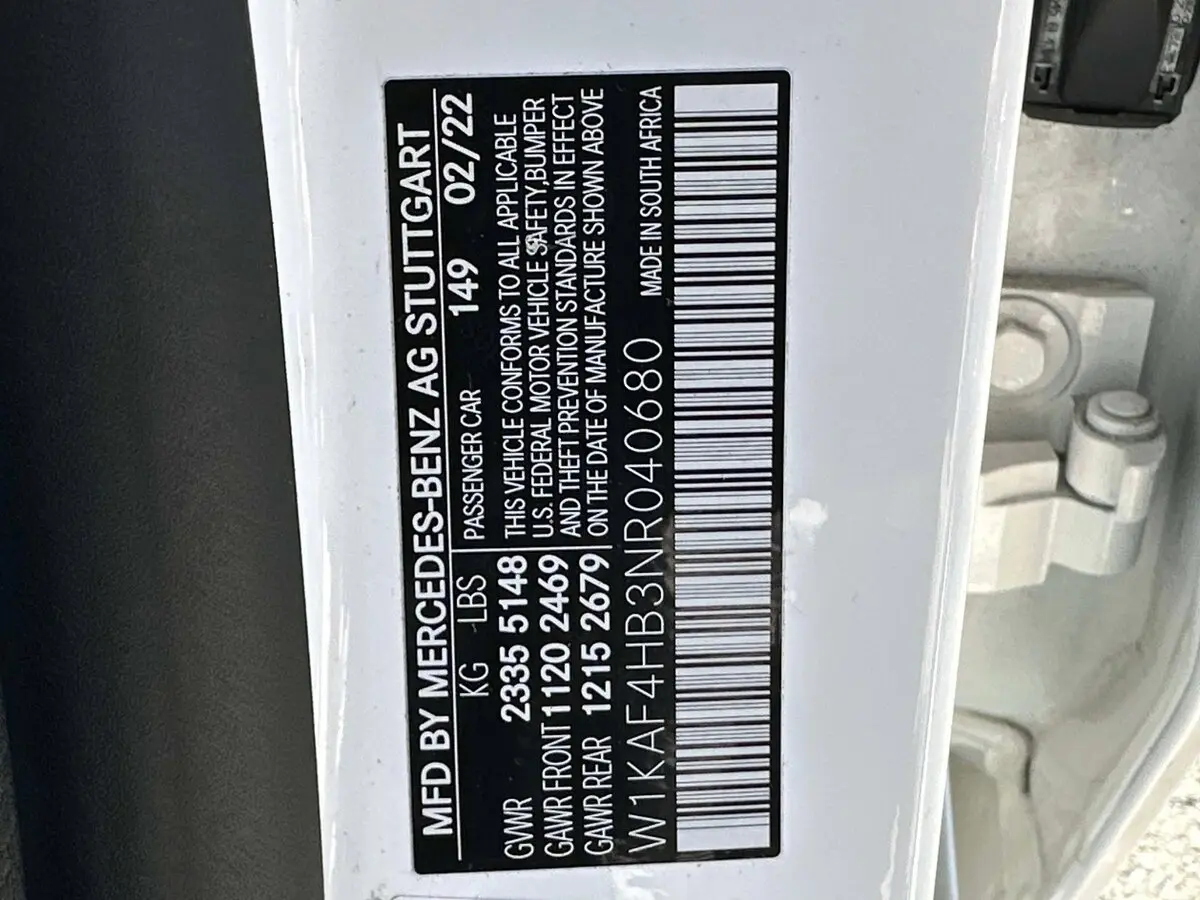 MFD BY MERCEDES-BENZ AG STUTTGART
KG LBS PASSENGER CAR 149 02/22
GVWR 2335 5148
GAWR FRONT 1120 2469
GAWR REAR 1215 2679
THIS VEHICLE CONFORMS TO ALL APPLICABLE
U.S. FEDERAL MOTOR VEHICLE SAFETY,BUMPER
AND THEFT PREVENTION STANDARDS IN EFFECT
ON THE DATE OF MANUFACTURE SHOWN ABOVE
W1KAF4HB3NR040680 MADE IN SOUTH AFRICA